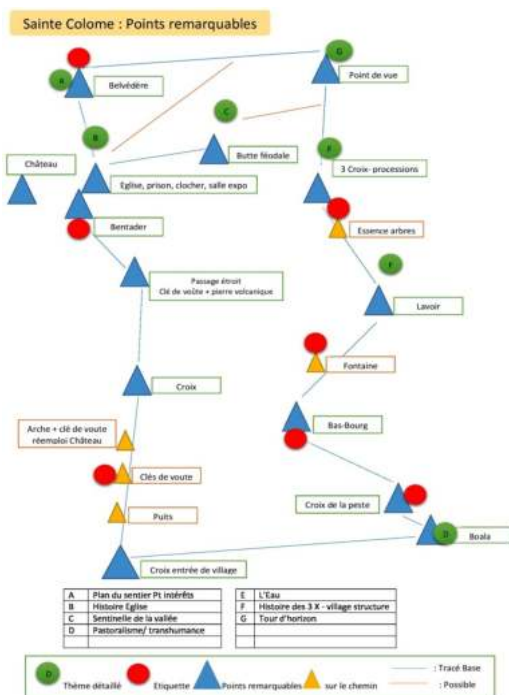 Sainte Colome : Points remarquables
G
A
Belvédère
Point de vue
C
B
Butte féodale
F
Château
3 Croix- processions
Eglise, prison, clocher, salle expo
Bentader
Essence arbres
Passage étroit
Clé de voûte + pierre volcanique
Lavoir
Fontaine
Croix
Arche + clé de voute
réemploi Château
Bas-Bourg
Clés de voute
Croix de la peste
Puits
D
Boala
Croix entrée de village
A Plan du sentier Pt intérêts
B Histoire Eglise
C Sentinelle de la vallée
D Pastoralisme/ transhumance
E L'Eau
F Histoire des 3 X - village structure
G Tour d'horizon
D
Thème détaillé
Etiquette
Points remarquables
sur le chemin
: Tracé Base
: Possible